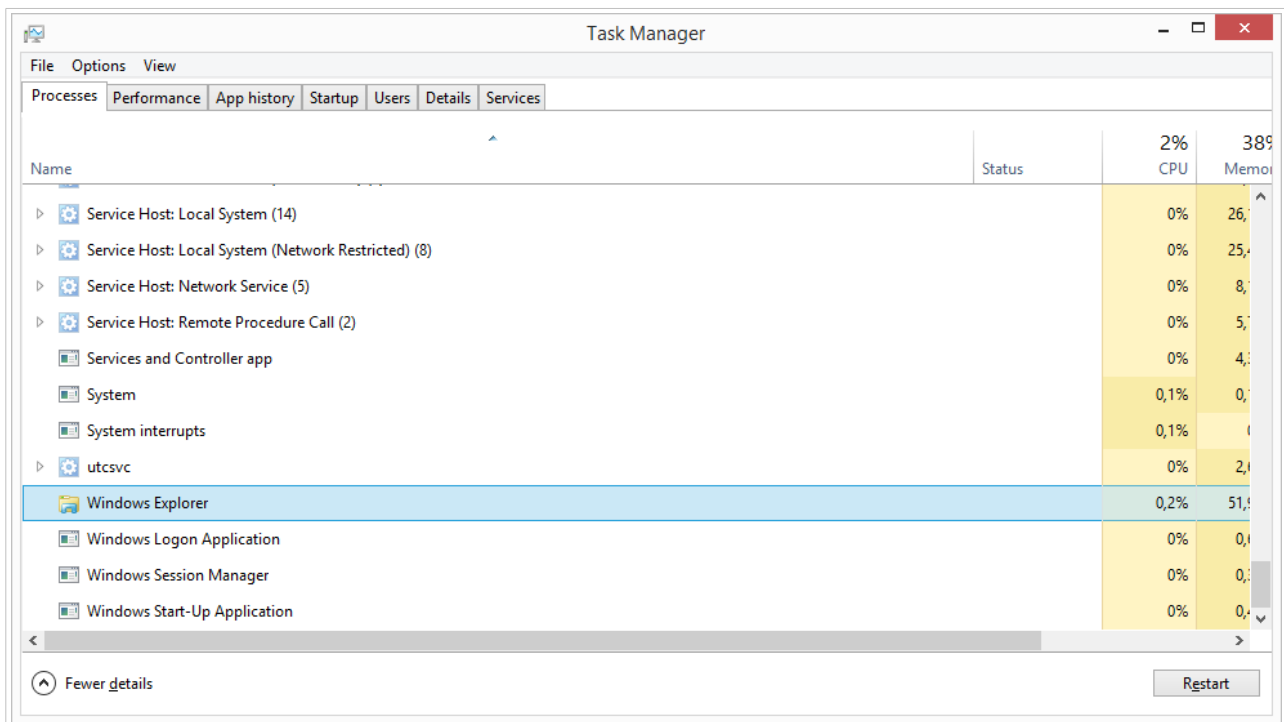 Task Manager
File Options View
Processes Performance App history Startup Users Details Services
2%
Name Status CPU
Service Host: Local System (14) 0%
Service Host: Local System (Network Restricted) (8) 0%
Service Host: Network Service (5) 0%
Service Host: Remote Procedure Call (2) 0%
Services and Controller app 0%
System 0,1%
System interrupts 0,1%
utcsvc 0%
Windows Explorer 0,2%
Windows Logon Application 0%
Windows Session Manager 0%
Windows Start-Up Application 0%
Fewer details Restart